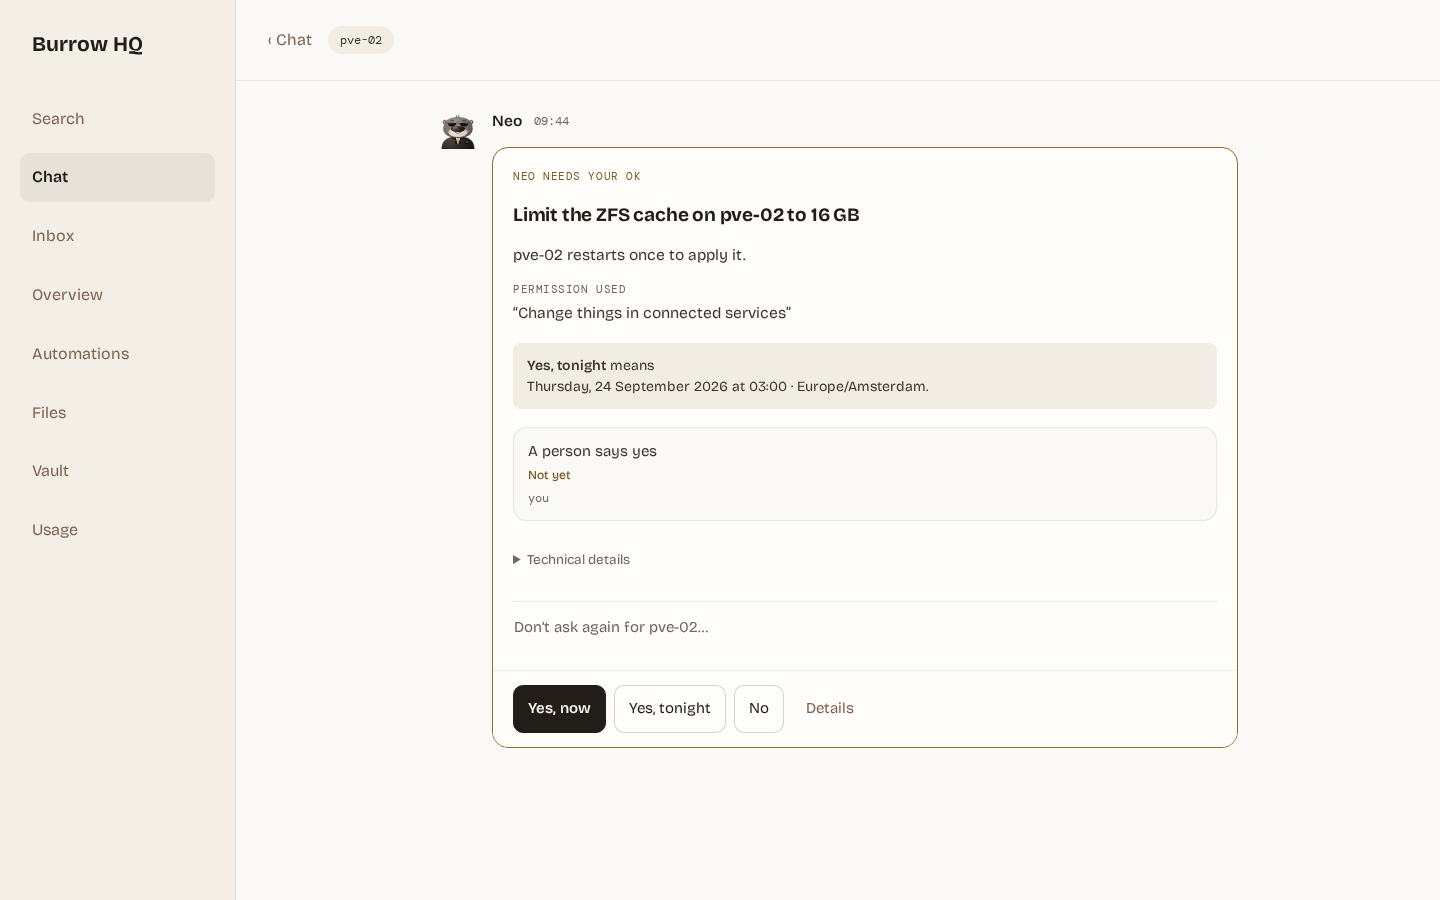 Burrow HQ
Search
Chat
Inbox
Overview
Automations
Files
Vault
Usage
‹ Chat
pve-02
Neo 09:44
NEO NEEDS YOUR OK
Limit the ZFS cache on pve-02 to 16 GB
pve-02 restarts once to apply it.
PERMISSION USED
“Change things in connected services”
Yes, tonight means
Thursday, 24 September 2026 at 03:00 · Europe/Amsterdam.
A person says yes
Not yet
you
Technical details
Don’t ask again for pve-02…
Yes, now
Yes, tonight
No
Details